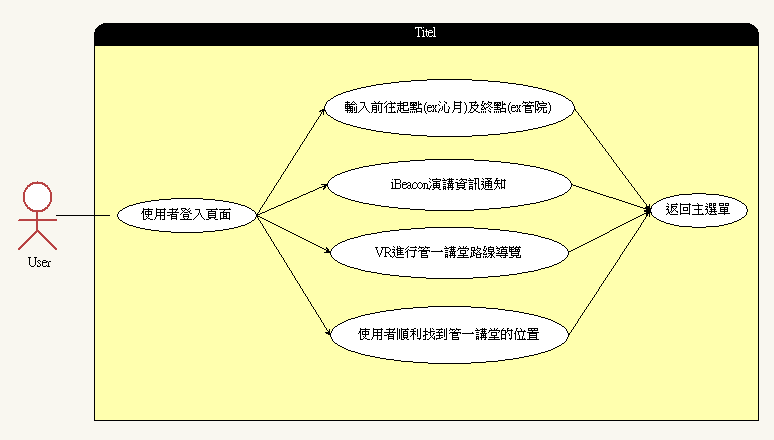 Titel
輸入前往起點(ex沁月)及終點(ex管院)
iBeacon演講資訊通知
使用者登入頁面
返回主選單
VR進行管一講堂路線導覽
User
使用者順利找到管一講堂的位置